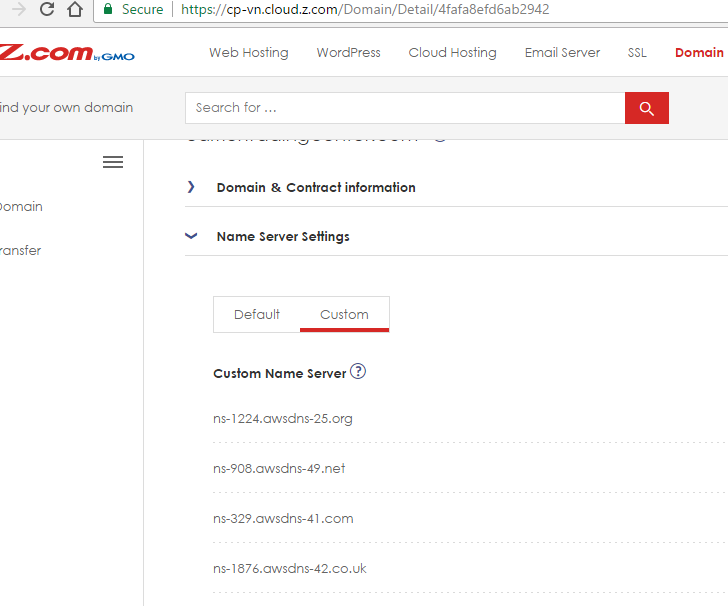 Secure https://cp-vn.cloud.z.com/Domain/Detail/4fafa8efd6ab2942
Z.com by GMO Web Hosting WordPress Cloud Hosting Email Server SSL Domain
ind your own domain Search for ...
Domain & Contract information
Domain
Name Server Settings
ransfer
Default Custom
Custom Name Server ?
ns-1224.awsdns-25.org
ns-908.awsdns-49.net
ns-329.awsdns-41.com
ns-1876.awsdns-42.co.uk